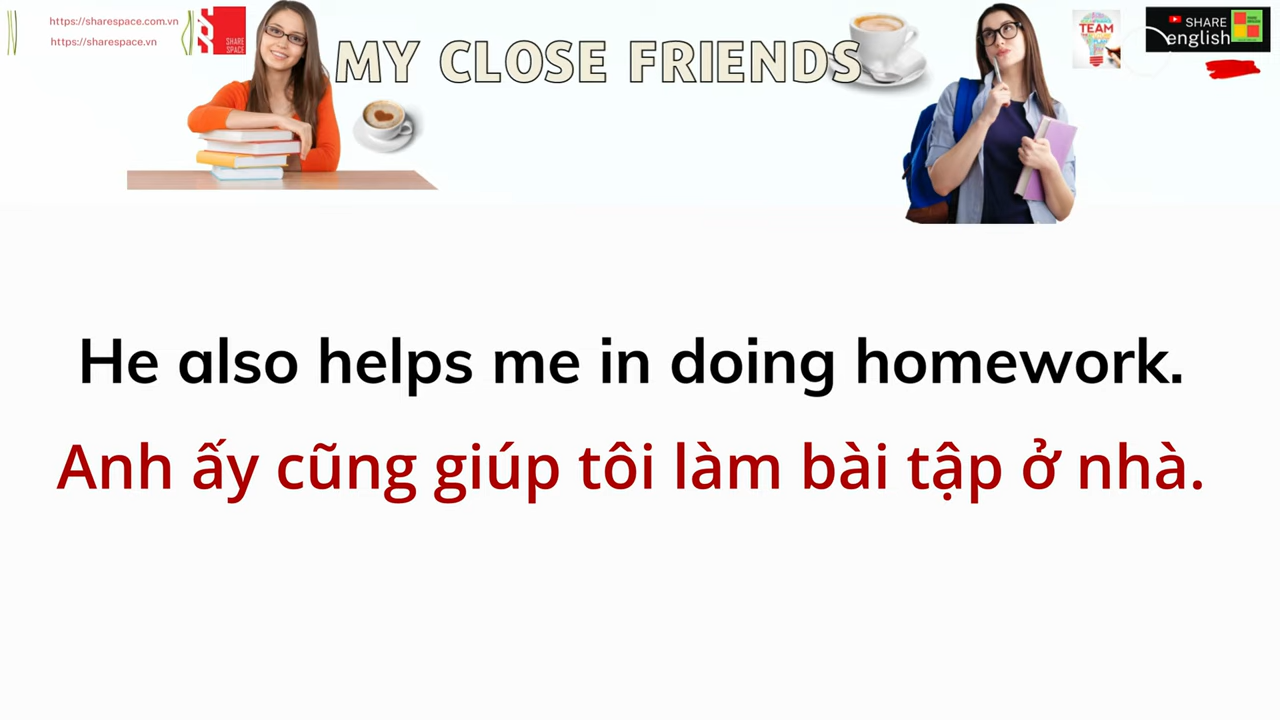 https://sharespace.com.vn
https://sharespace.vn
SHARE
SPACE
MY CLOSE FRIENDS
TEAM
SHARE
english
He also helps me in doing homework.
Anh ấy cũng giúp tôi làm bài tập ở nhà.